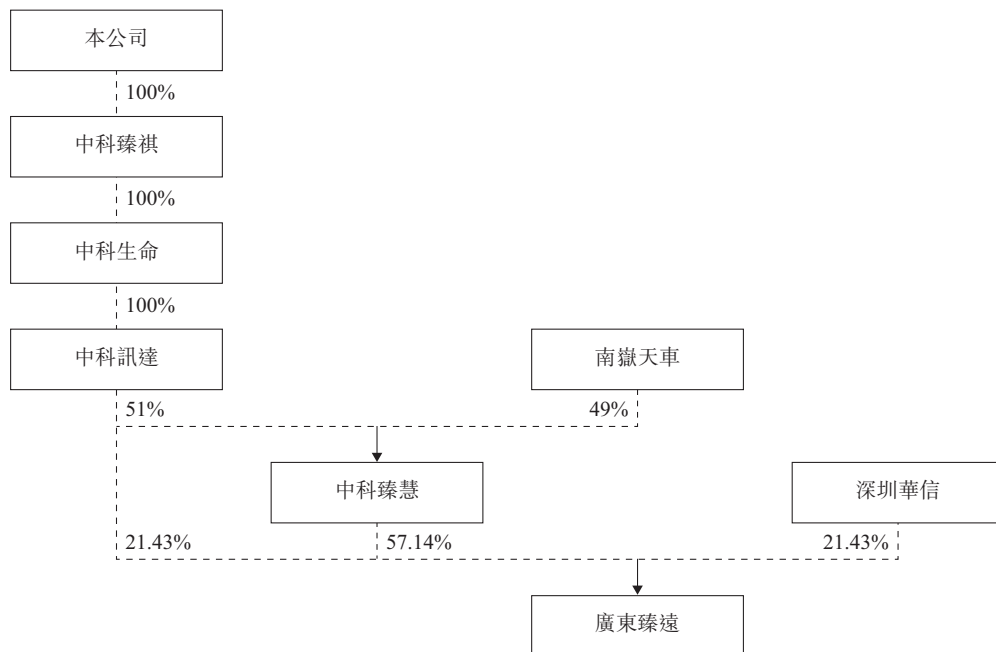 本公司
100%
中科臻祺
100%
中科生命
100%
中科訊達
南嶽天車
51%
49%
中科臻慧
深圳華信
21.43%
57.14%
21.43%
廣東臻遠